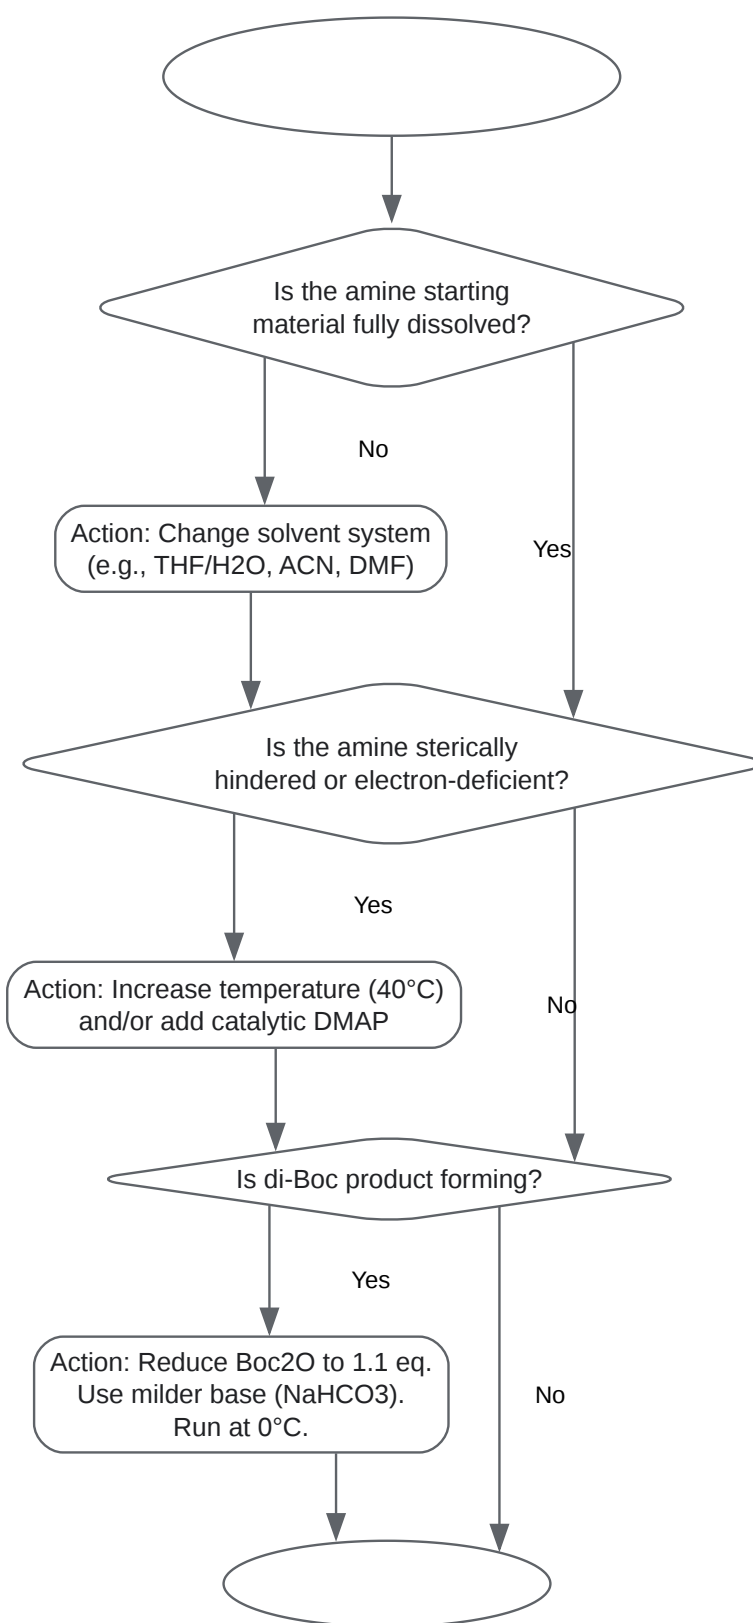 Is the amine starting
material fully dissolved?
No
Action: Change solvent system
(e.g., THF/H2O, ACN, DMF)
Yes
Is the amine sterically
hindered or electron-deficient?
Yes
Action: Increase temperature (40°C)
and/or add catalytic DMAP
No
Is di-Boc product forming?
Yes
Action: Reduce Boc2O to 1.1 eq.
Use milder base (NaHCO3).
Run at 0°C.
No